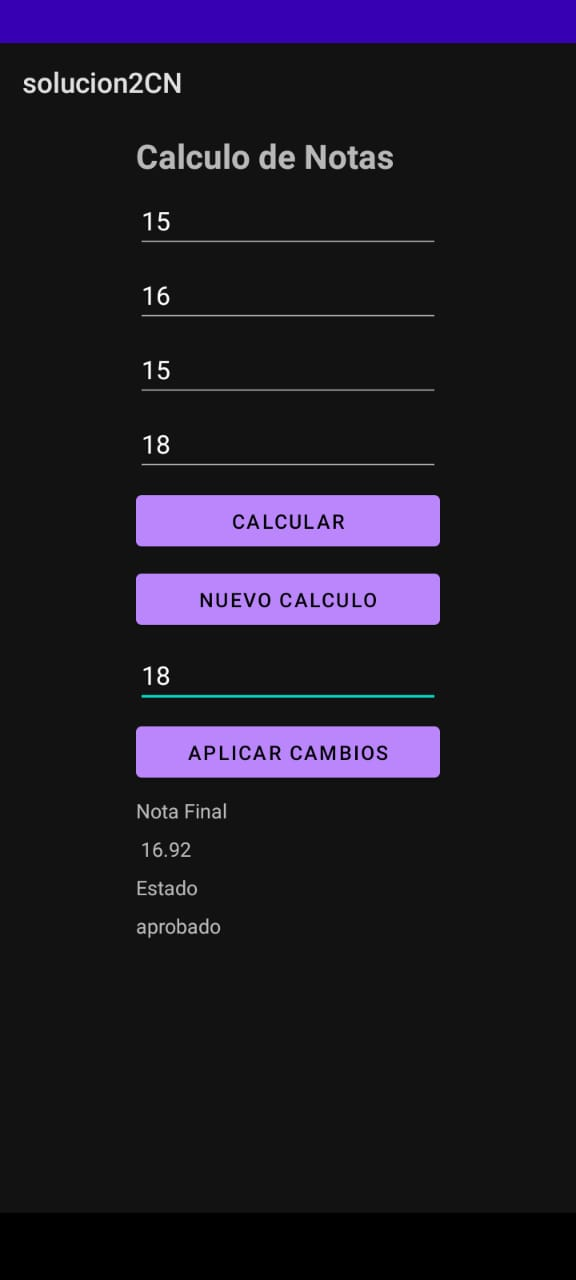 solucion2CN
Calculo de Notas
15
16
15
18
CALCULAR
NUEVO CALCULO
18
APLICAR CAMBIOS
Nota Final
16.92
Estado
aprobado